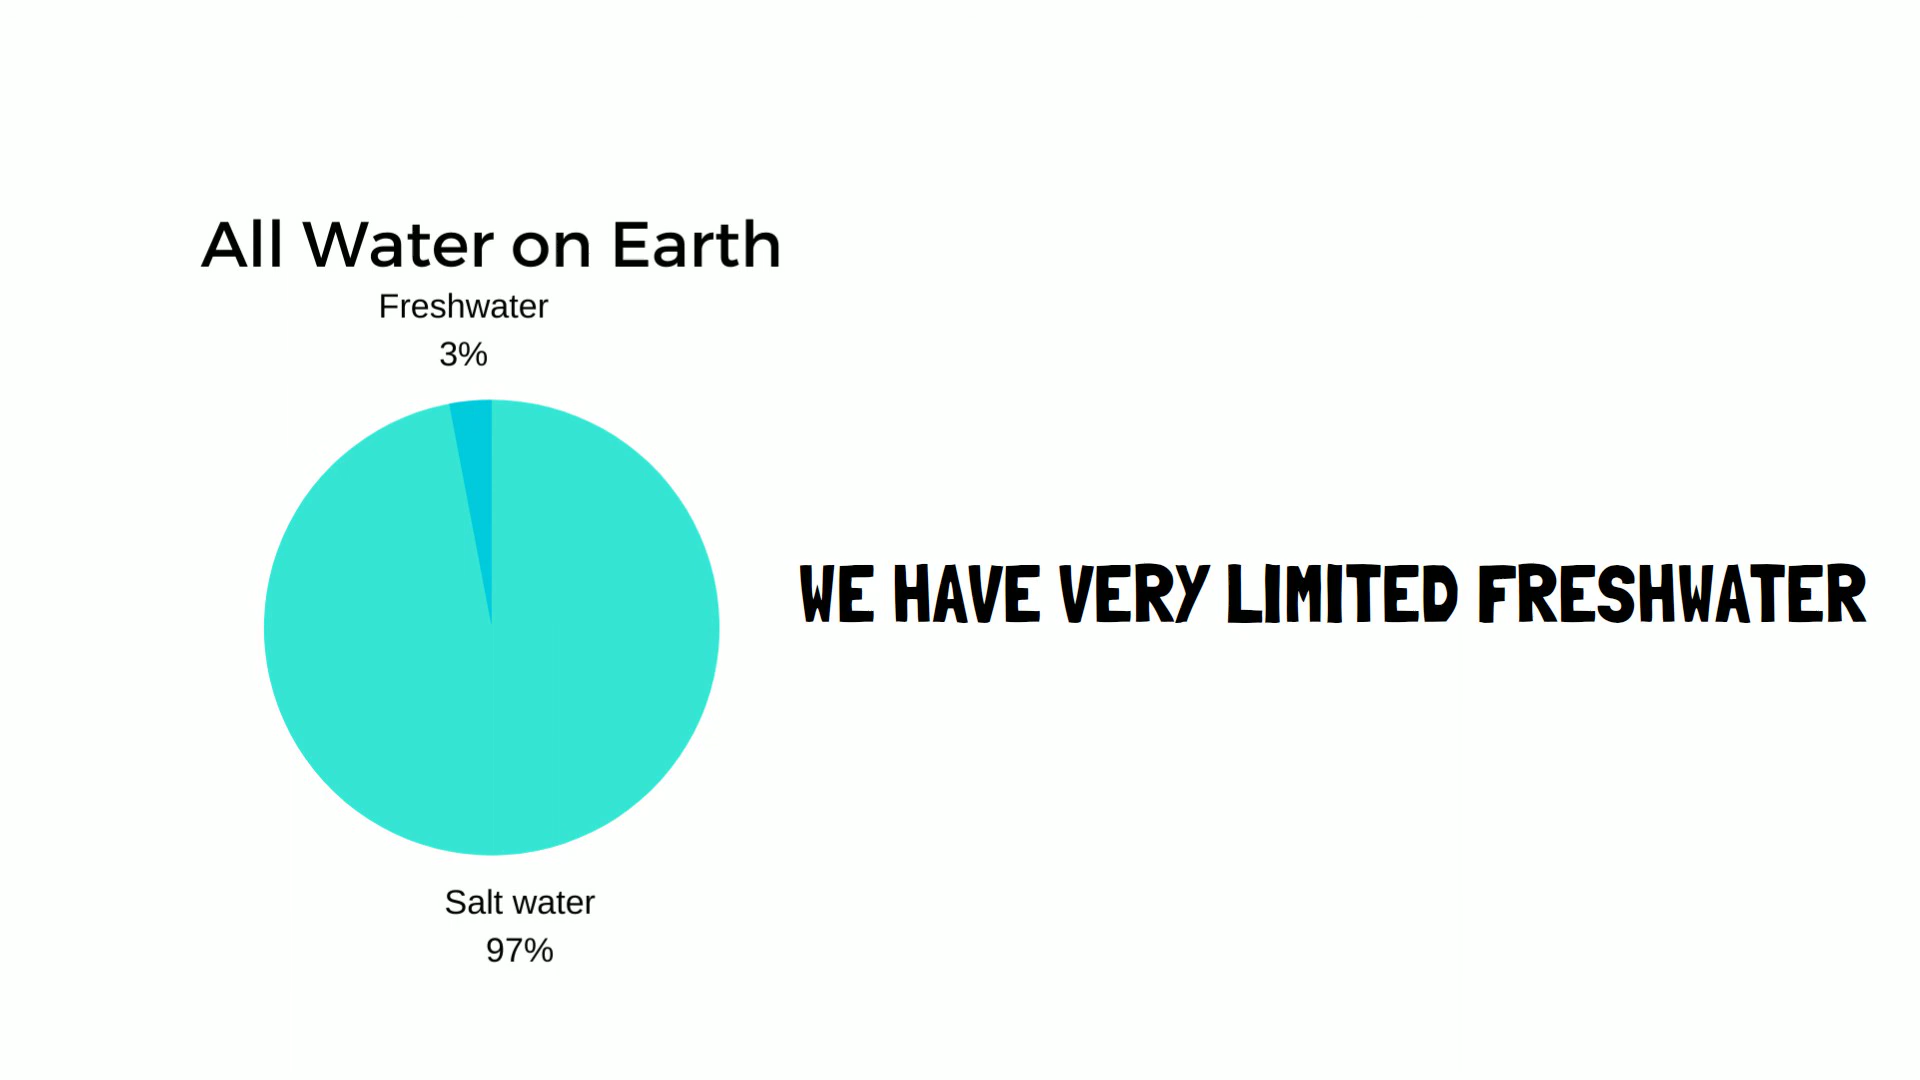 All Water on Earth
Freshwater
3%
WE HAVE VERY LIMITED FRESHWATER
Salt water
97%